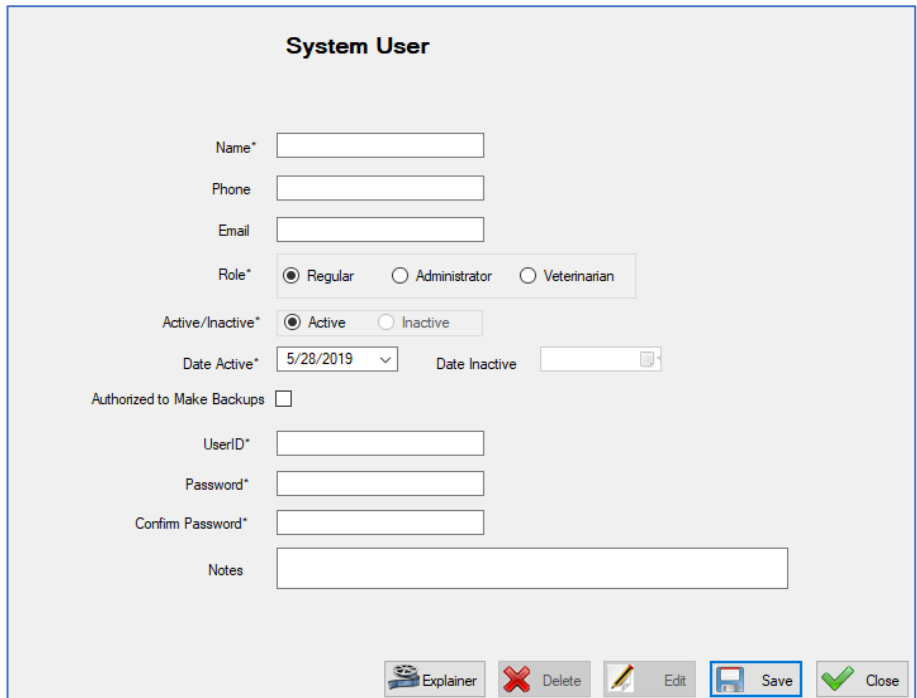 System User
Name*
Phone
Email
Role* Regular Administrator Veterinarian
Active/Inactive* Active Inactive
Date Active* 5/28/2019 Date Inactive
Authorized to Make Backups
UserID*
Password*
Confirm Password*
Notes
Explainer Delete Edit Save Close